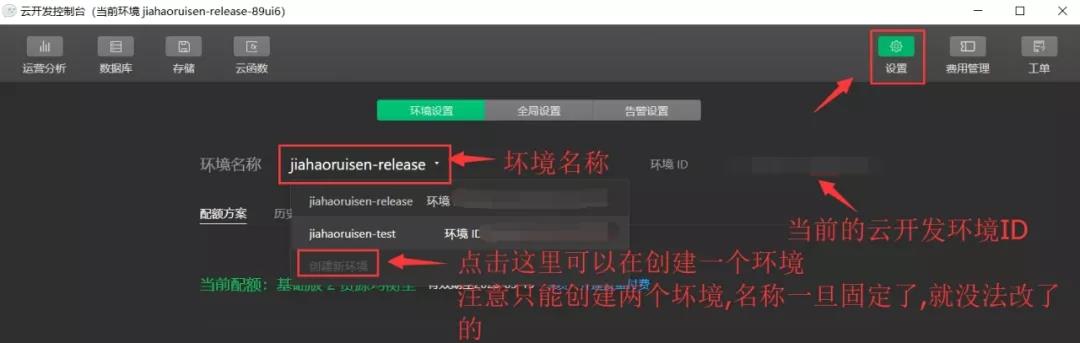 云开发控制台 (当前环境 jiahaoruisen-release-89ui6)
运营分析 数据库 存储 云函数 设置 费用管理 工单
环境设置 全局设置 告警设置
环境名称 jiahaoruisen-release 坏境名称 环境 ID
jiahaoruisen-release 环境
配额方案 历史
jiahaoruisen-test 环境 ID
当前的云开发环境ID
创建新环境
点击这里可以在创建一个环境
当前配额: 基础版 2
注意只能创建两个坏境,名称一旦固定了,就没法改了
的